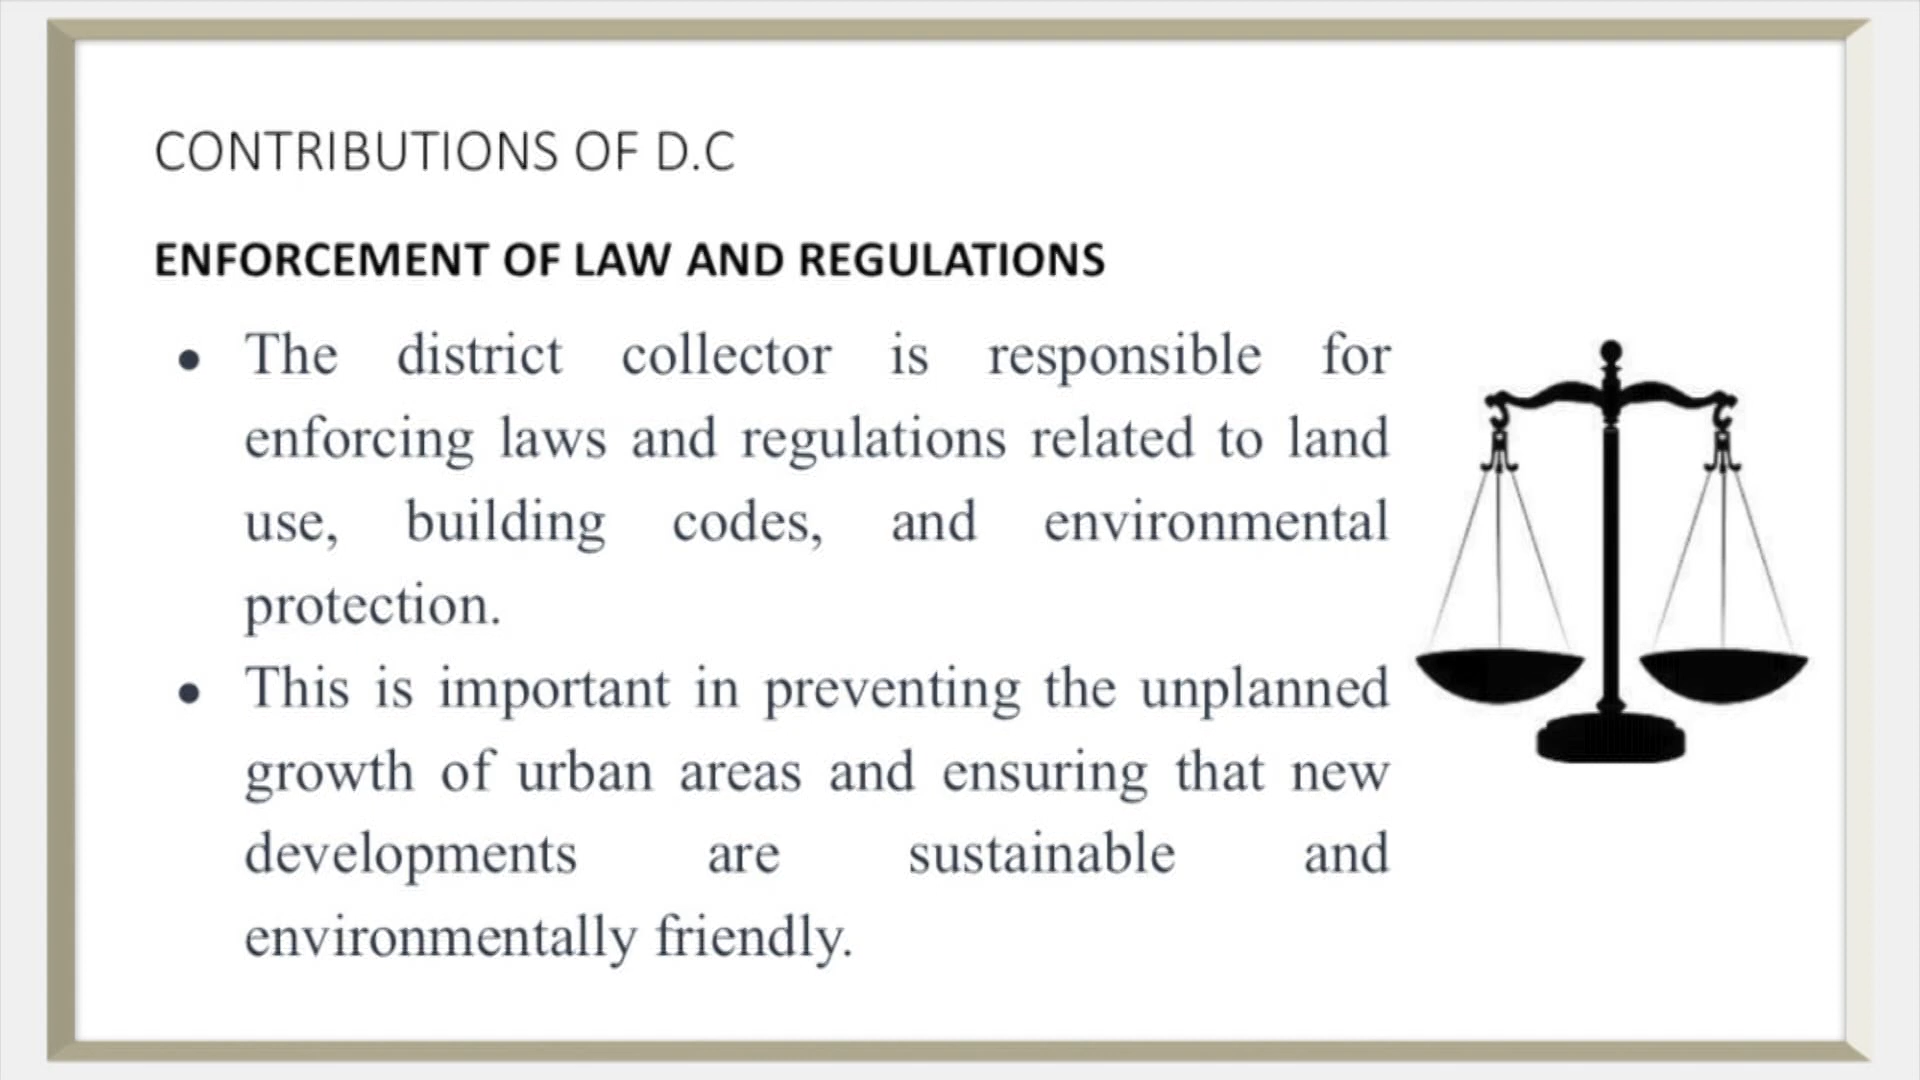 CONTRIBUTIONS OF D.C
ENFORCEMENT OF LAW AND REGULATIONS
● The district collector is responsible for
enforcing laws and regulations related to land
use, building codes, and environmental
protection.
● This is important in preventing the unplanned
growth of urban areas and ensuring that new
developments are sustainable and
environmentally friendly.